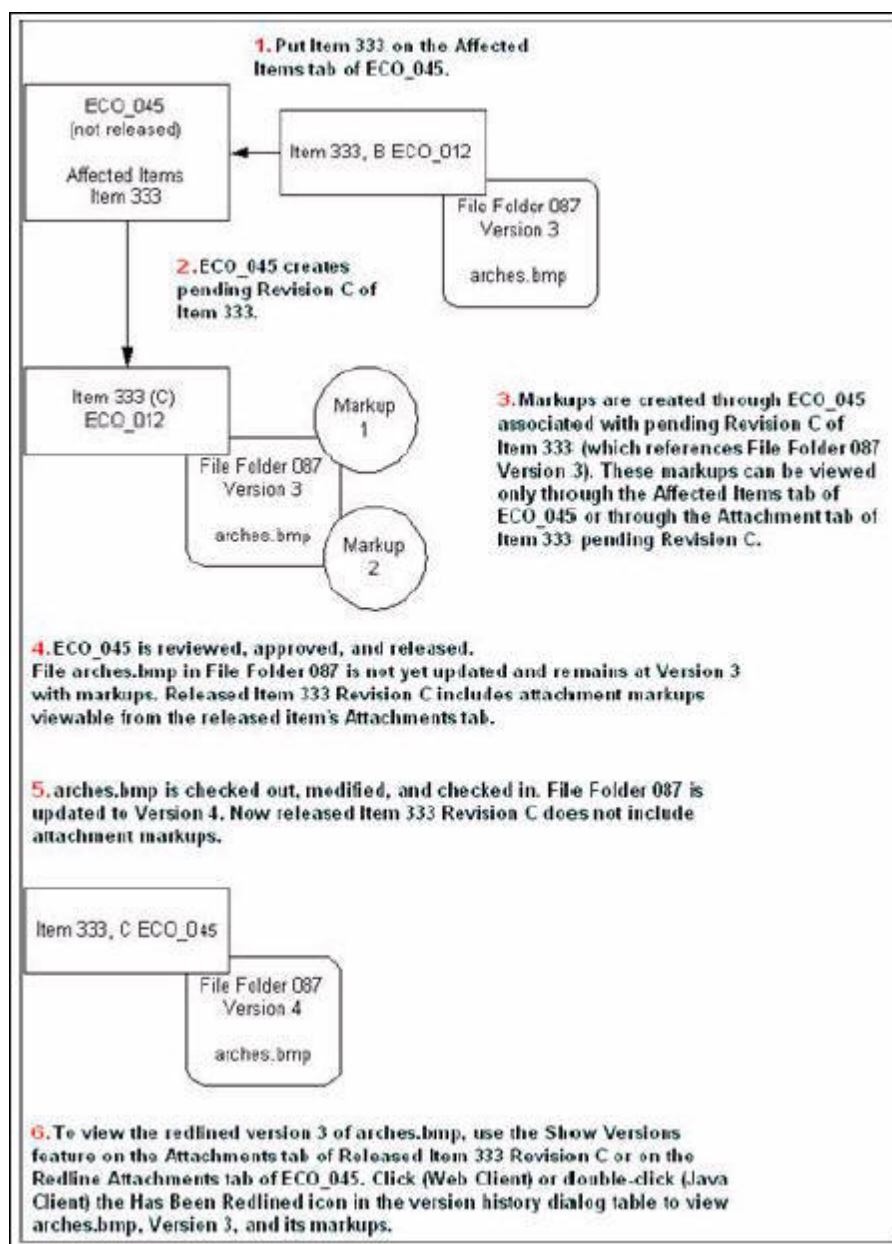 1. Put Item 333 on the Affected
Items tab of ECO_045.
ECO_045
(not released)
Affected Items
Item 333
Item 333, B ECO_012
File Folder 087
Version 3
arches.bmp
2. ECO_045 creates
pending Revision C of
Item 333.
Item 333 (C)
ECO_012
Markup
1
File Folder 087
Version 3
arches.bmp
Markup
2
3. Markups are created through ECO_045
associated with pending Revision C of
Item 333 (which references File Folder 087
Version 3). These markups can be viewed
only through the Affected Items tab of
ECO_045 or through the Attachment tab of
Item 333 pending Revision C.
4. ECO_045 is reviewed, approved, and released.
File arches.bmp in File Folder 087 is not yet updated and remains at Version 3
with markups. Released Item 333 Revision C includes attachment markups
viewable from the released item's Attachments tab.
5. arches.bmp is checked out, modified, and checked in. File Folder 087 is
updated to Version 4. Now released Item 333 Revision C does not include
attachment markups.
Item 333, C ECO_045
File Folder 087
Version 4
arches.bmp
6. To view the redlined version 3 of arches.bmp, use the Show Versions
feature on the Attachments tab of Released Item 333 Revision C or on the
Redline Attachments tab of ECO_045. Click (Web Client) or double-click (Java
Client) the Has Been Redlined icon in the version history dialog table to view
arches.bmp, Version 3, and its markups.